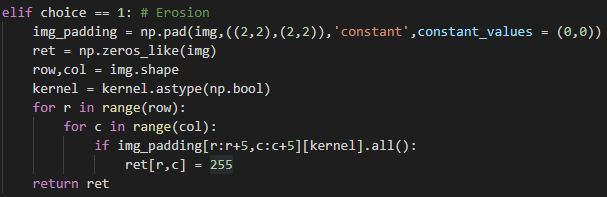 elif choice == 1: # Erosion
    img_padding = np.pad(img,((2,2),(2,2)),'constant',constant_values = (0,0))
    ret = np.zeros_like(img)
    row,col = img.shape
    kernel = kernel.astype(np.bool)
    for r in range(row):
        for c in range(col):
            if img_padding[r:r+5,c:c+5][kernel].all():
                ret[r,c] = 255
    return ret